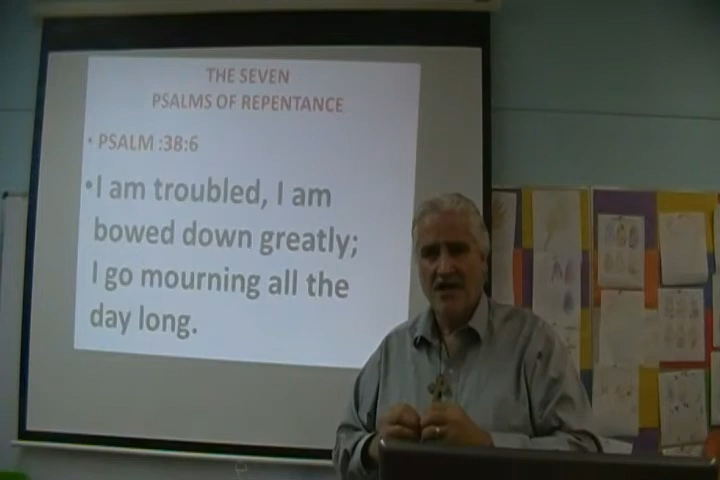 THE SEVEN
PSALMS OF REPENTANCE
• PSALM :38:6
•I am troubled, I am
bowed down greatly;
I go mourning all the
day long.